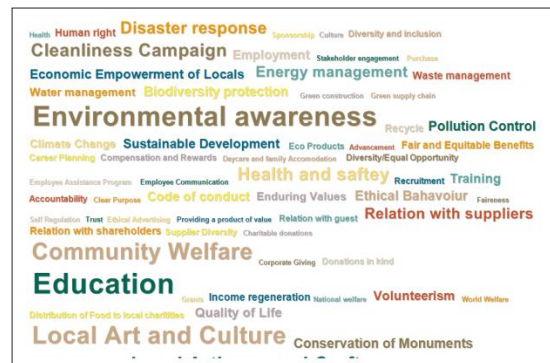 Health Human right Disaster response Sponsorship Culture Diversity and inclusion
Cleanliness Campaign Employment Stakeholder engagement Purchase
Economic Empowerment of Locals Energy management Waste management
Water management Biodiversity protection Green construction Green supply chain
Environmental awareness Recycle Pollution Control
Climate Change Sustainable Development Eco Products Advancement Fair and Equitable Benefits
Career Planning Compensation and Rewards Daycare and family Accomodation Diversity/Equal Opportunity
Employee Assistance Program Employee Communication Health and saftey Recruitment Training
Accountability Clear Purpose Code of conduct Enduring Values Ethical Bahavoiur Faireness
Self Regulation Trust Ethical Advertising Providing a product of value Relation with guest Relation with suppliers
Relation with shareholders Supplier Diversity Charitable donations
Community Welfare Corporate Giving Donations in kind
Education Grants Income regeneration National welfare Volunteerism World Welfare
Distribution of Food to local charitities Quality of Life
Local Art and Culture Conservation of Monuments